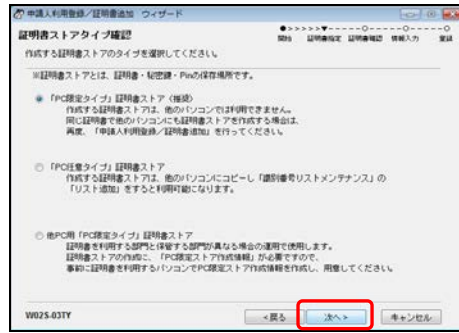 申請人利用登録/証明書追加 ウィザード
証明書ストアタイプ確認
開始 証明書指定 証明書確認 情報入力 登録
作成する証明書ストアのタイプを選択してください。
※証明書ストアとは、証明書・秘密鍵・Pinの保存場所です。
「PC限定タイプ」証明書ストア（推奨）
作成する証明書ストアは、他のパソコンでは利用できません。
同じ証明書で他のパソコンにも証明書ストアを作成する場合は、
再度、「申請人利用登録／証明書追加」を行ってください。
「PC任意タイプ」証明書ストア
作成する証明書ストアは、他のパソコンにコピーし「識別番号リストメンテナンス」の
「リスト追加」をすると利用可能になります。
他PC用「PC限定タイプ」証明書ストア
証明書を利用する部門と保管する部門が異なる場合の運用で使用します。
証明書ストアの作成に、「PC限定ストア作成情報」が必要ですので、
事前に証明書を利用するパソコンでPC限定ストア作成情報を作成し、用意してください。
W02S-03TY
<戻る 次へ> キャンセル